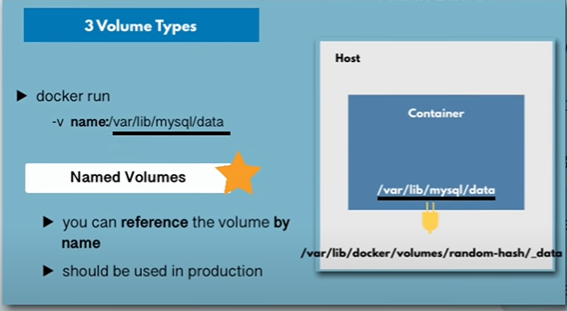 3 Volume Types
docker run
-v name:/var/lib/mysql/data
Named Volumes
you can reference the volume by
name
should be used in production
Host
Container
/var/lib/mysql/data
/var/lib/docker/volumes/random-hash/_data